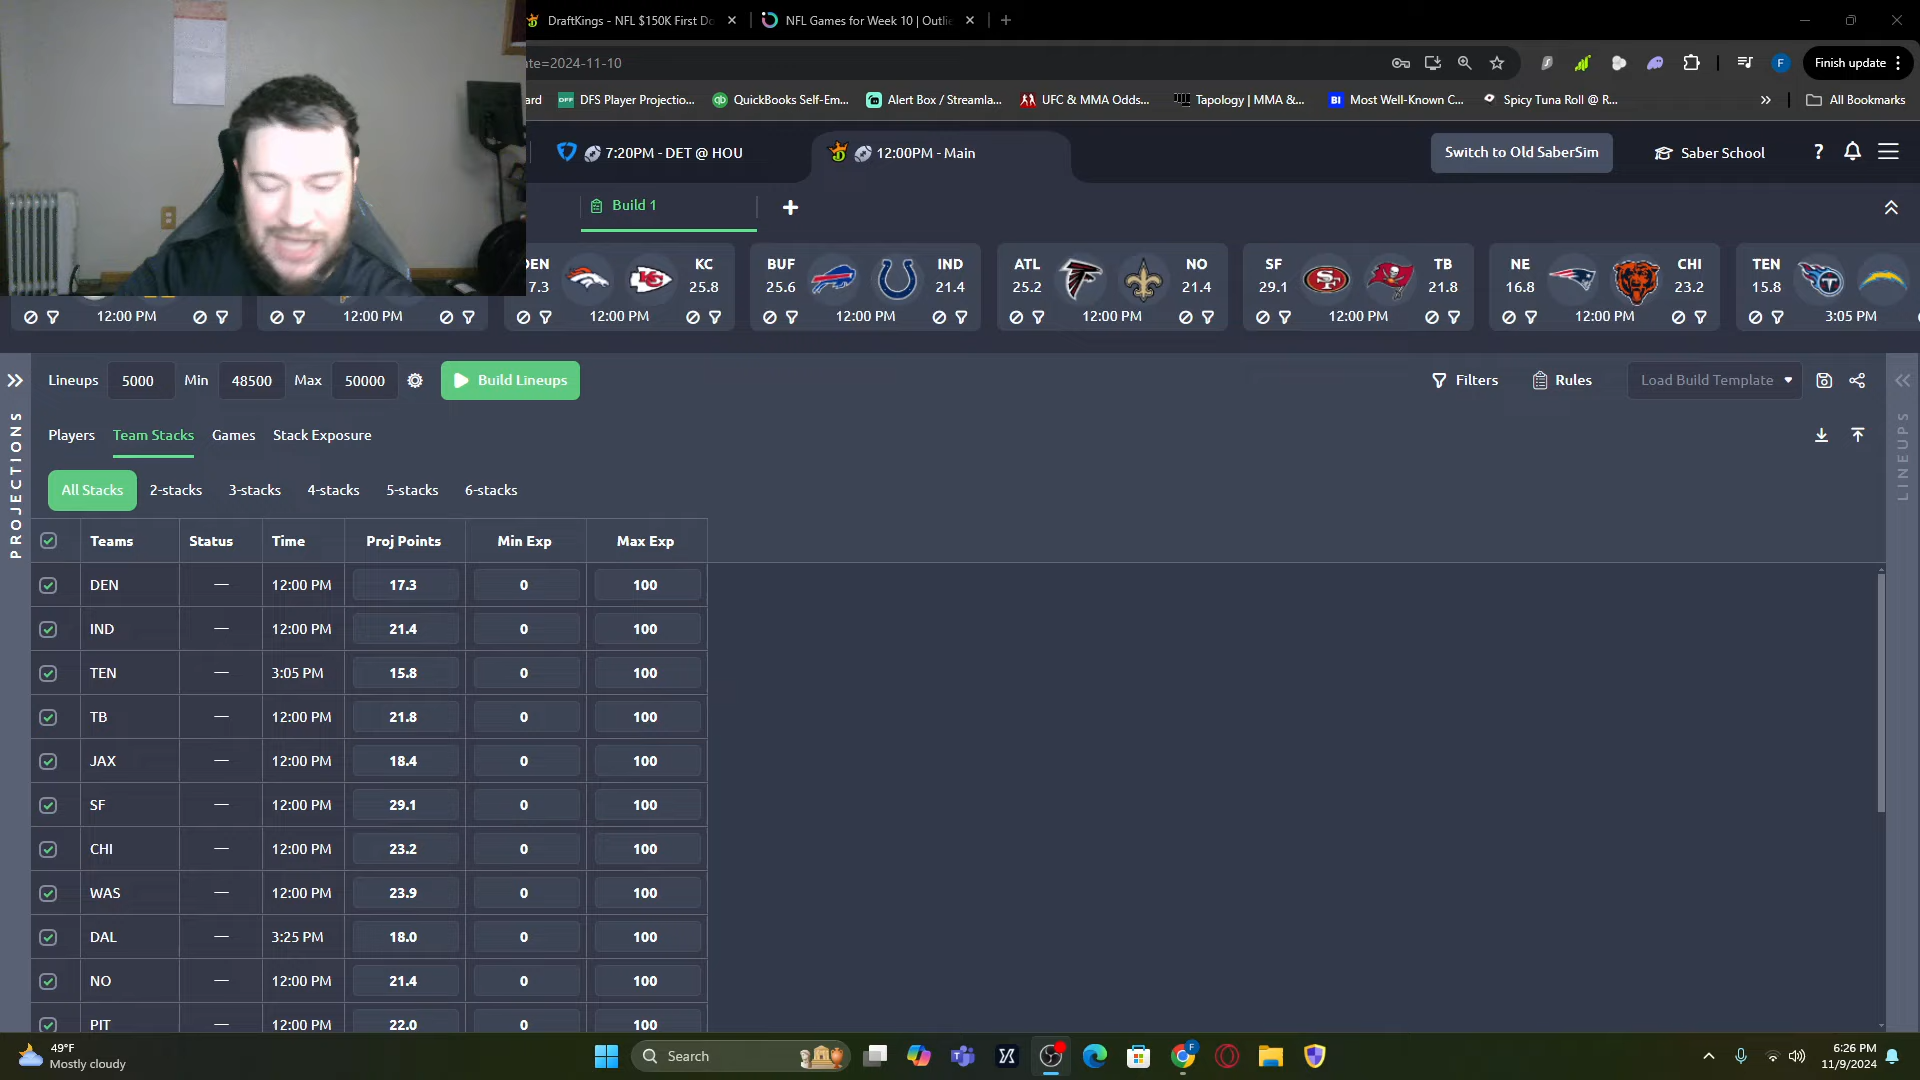 DraftKings - NFL $150K First Do
NFL Games for Week 10 | Outlie
ate=2024-11-10
Finish update
ard
DFS Player Projectio...
QuickBooks Self-Em...
Alert Box / Streamla...
UFC & MMA Odds...
Tapology | MMA &...
Most Well-Known C...
Spicy Tuna Roll @ R...
All Bookmarks
7:20PM - DET @ HOU
12:00PM - Main
Switch to Old SaberSim
Saber School
Build 1
DEN KC BUF IND ATL NO SF TB NE CHI TEN
7.3 25.8 25.6 21.4 25.2 21.4 29.1 21.8 16.8 23.2 15.8
12:00 PM 12:00 PM 12:00 PM 12:00 PM 12:00 PM 12:00 PM 12:00 PM 3:05 PM
Lineups 5000 Min 48500 Max 50000 Build Lineups Filters Rules Load Build Template
PROJECTIONS
LINEUPS
Players Team Stacks Games Stack Exposure
All Stacks 2-stacks 3-stacks 4-stacks 5-stacks 6-stacks
Teams Status Time Proj Points Min Exp Max Exp
DEN — 12:00 PM 17.3 0 100
IND — 12:00 PM 21.4 0 100
TEN — 3:05 PM 15.8 0 100
TB — 12:00 PM 21.8 0 100
JAX — 12:00 PM 18.4 0 100
SF — 12:00 PM 29.1 0 100
CHI — 12:00 PM 23.2 0 100
WAS — 12:00 PM 23.9 0 100
DAL — 3:25 PM 18.0 0 100
NO — 12:00 PM 21.4 0 100
PIT — 12:00 PM 22.0 0 100
49°F
Mostly cloudy
Search
6:26 PM
11/9/2024